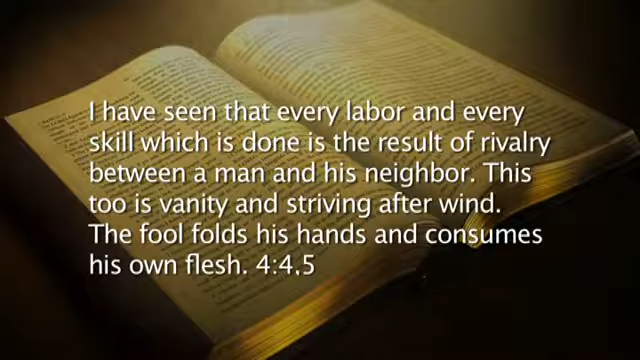 I have seen that every labor and every
skill which is done is the result of rivalry
between a man and his neighbor. This
too is vanity and striving after wind.
The fool folds his hands and consumes
his own flesh. 4:4,5